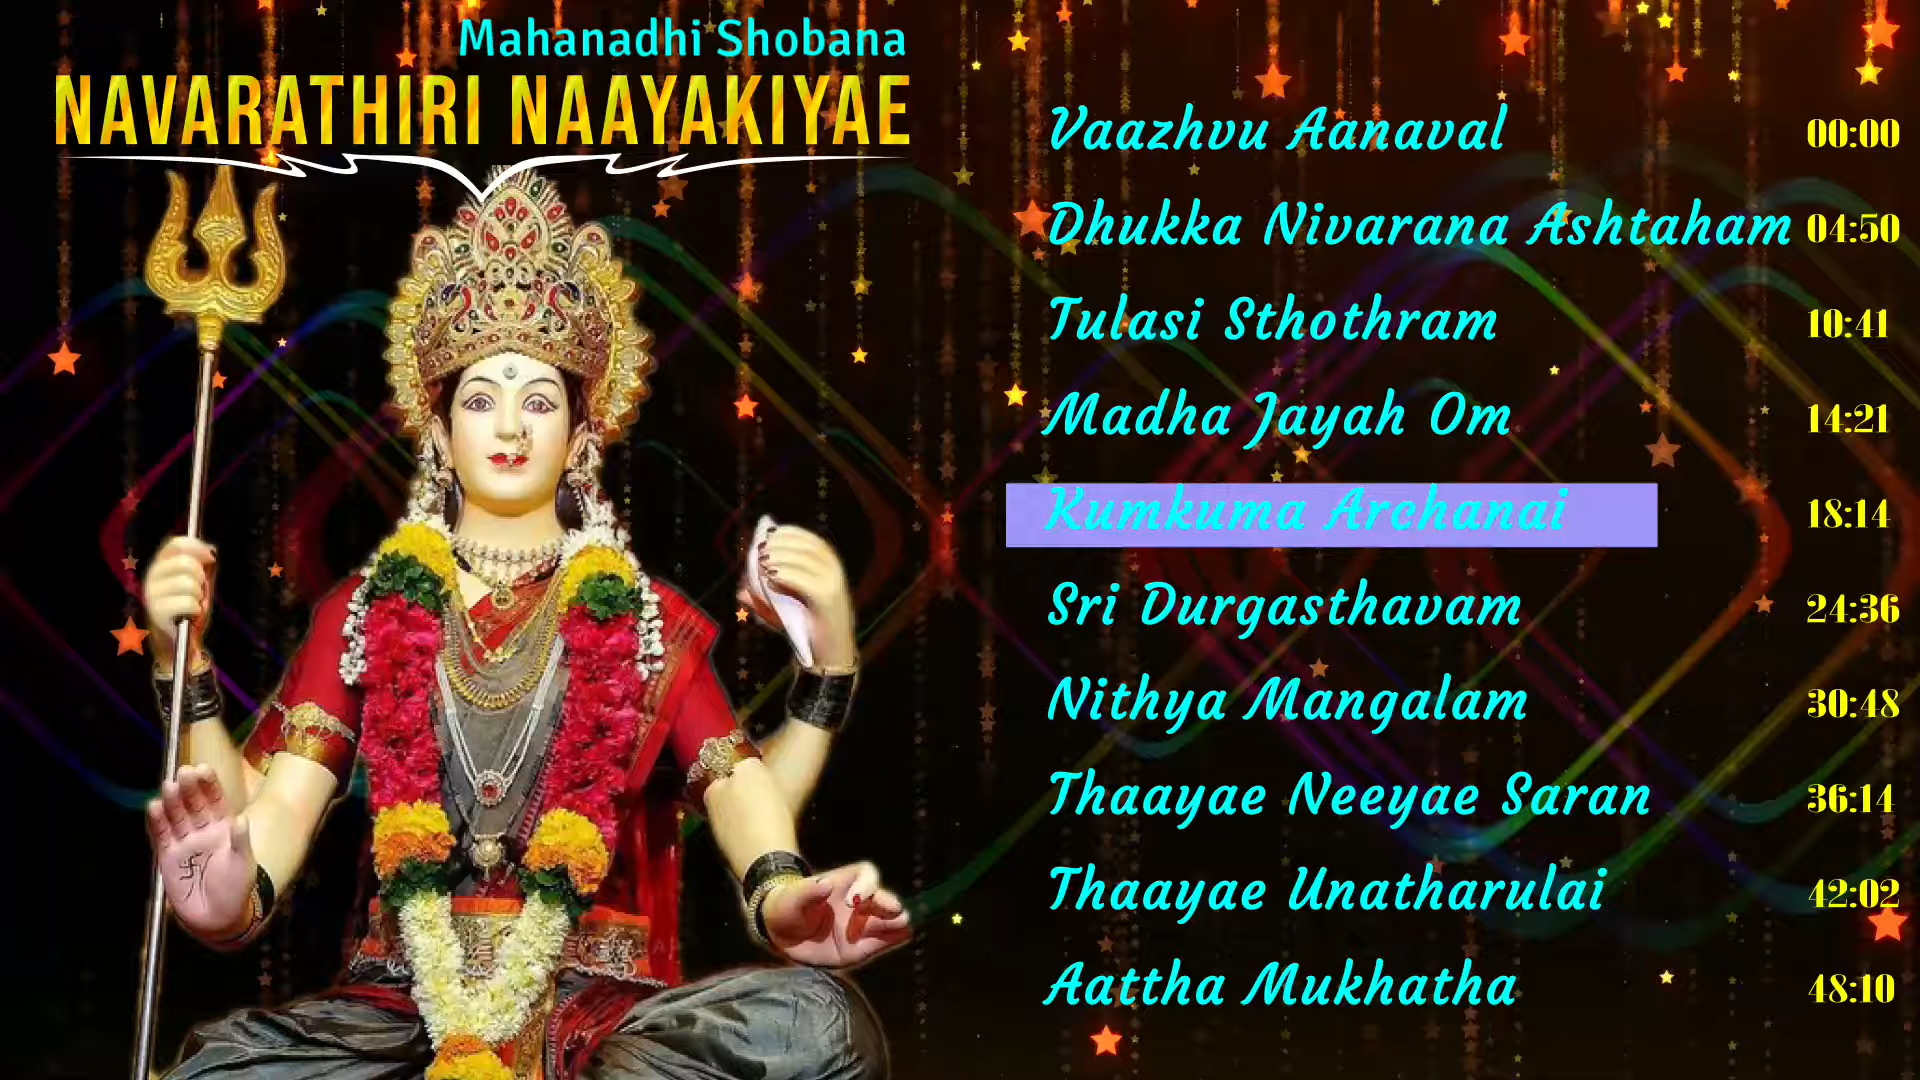 Mahanadhi Shobana
NAVARATHIRI NAAYAKIYAE
Vaazhvu Aanaval 00:00
Dhukka Nivarana Ashtaham 04:50
Tulasi Sthothram 10:41
Madha Jayah Om 14:21
Kumkuma Archanai 18:14
Sri Durgasthavam 24:36
Nithya Mangalam 30:48
Thaayae Neeyae Saran 36:14
Thaayae Unatharulai 42:02
Aattha Mukhatha 48:10